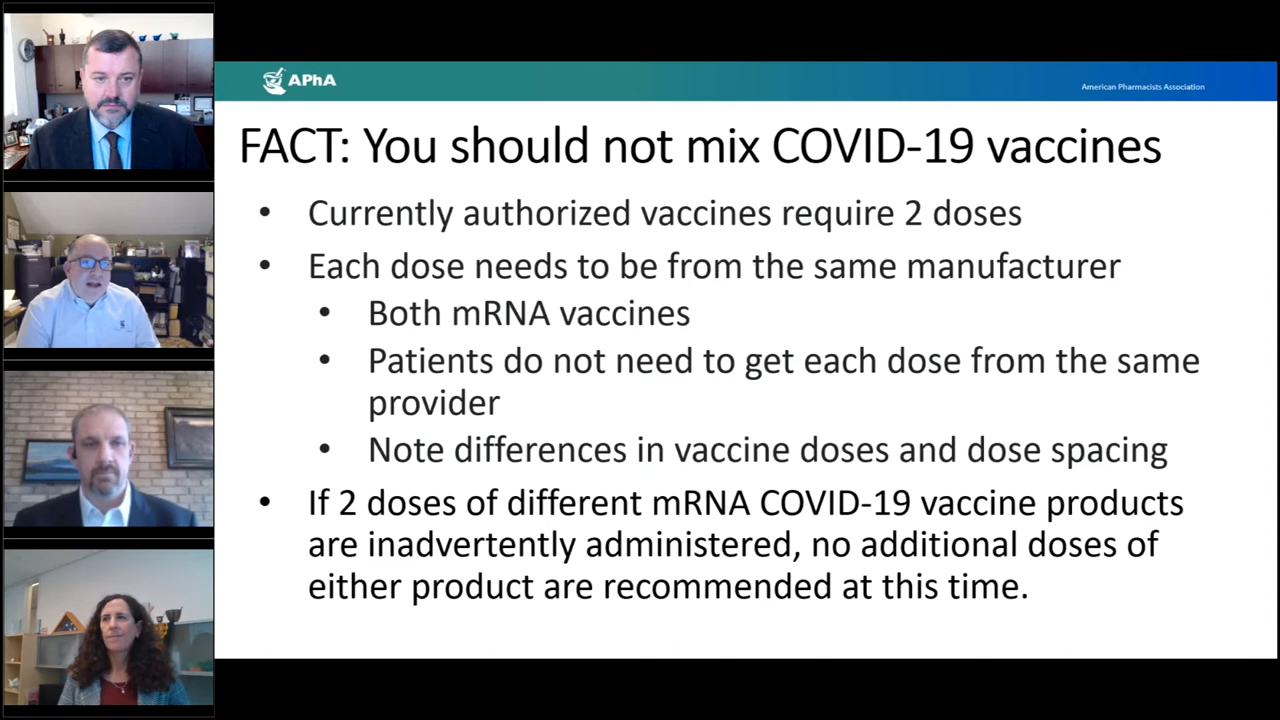 APhA
American Pharmacists Association
FACT: You should not mix COVID-19 vaccines
• Currently authorized vaccines require 2 doses
• Each dose needs to be from the same manufacturer
• Both mRNA vaccines
• Patients do not need to get each dose from the same
provider
• Note differences in vaccine doses and dose spacing
• If 2 doses of different mRNA COVID-19 vaccine products
are inadvertently administered, no additional doses of
either product are recommended at this time.